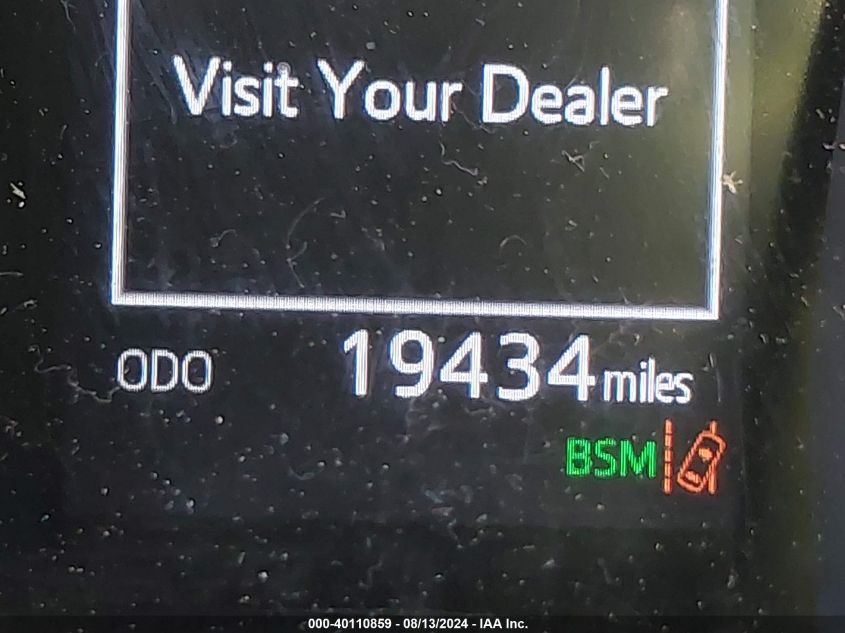 Visit Your Dealer
ODO 19434 miles
BSM
000-40110859 - 08/13/2024 - IAA Inc.